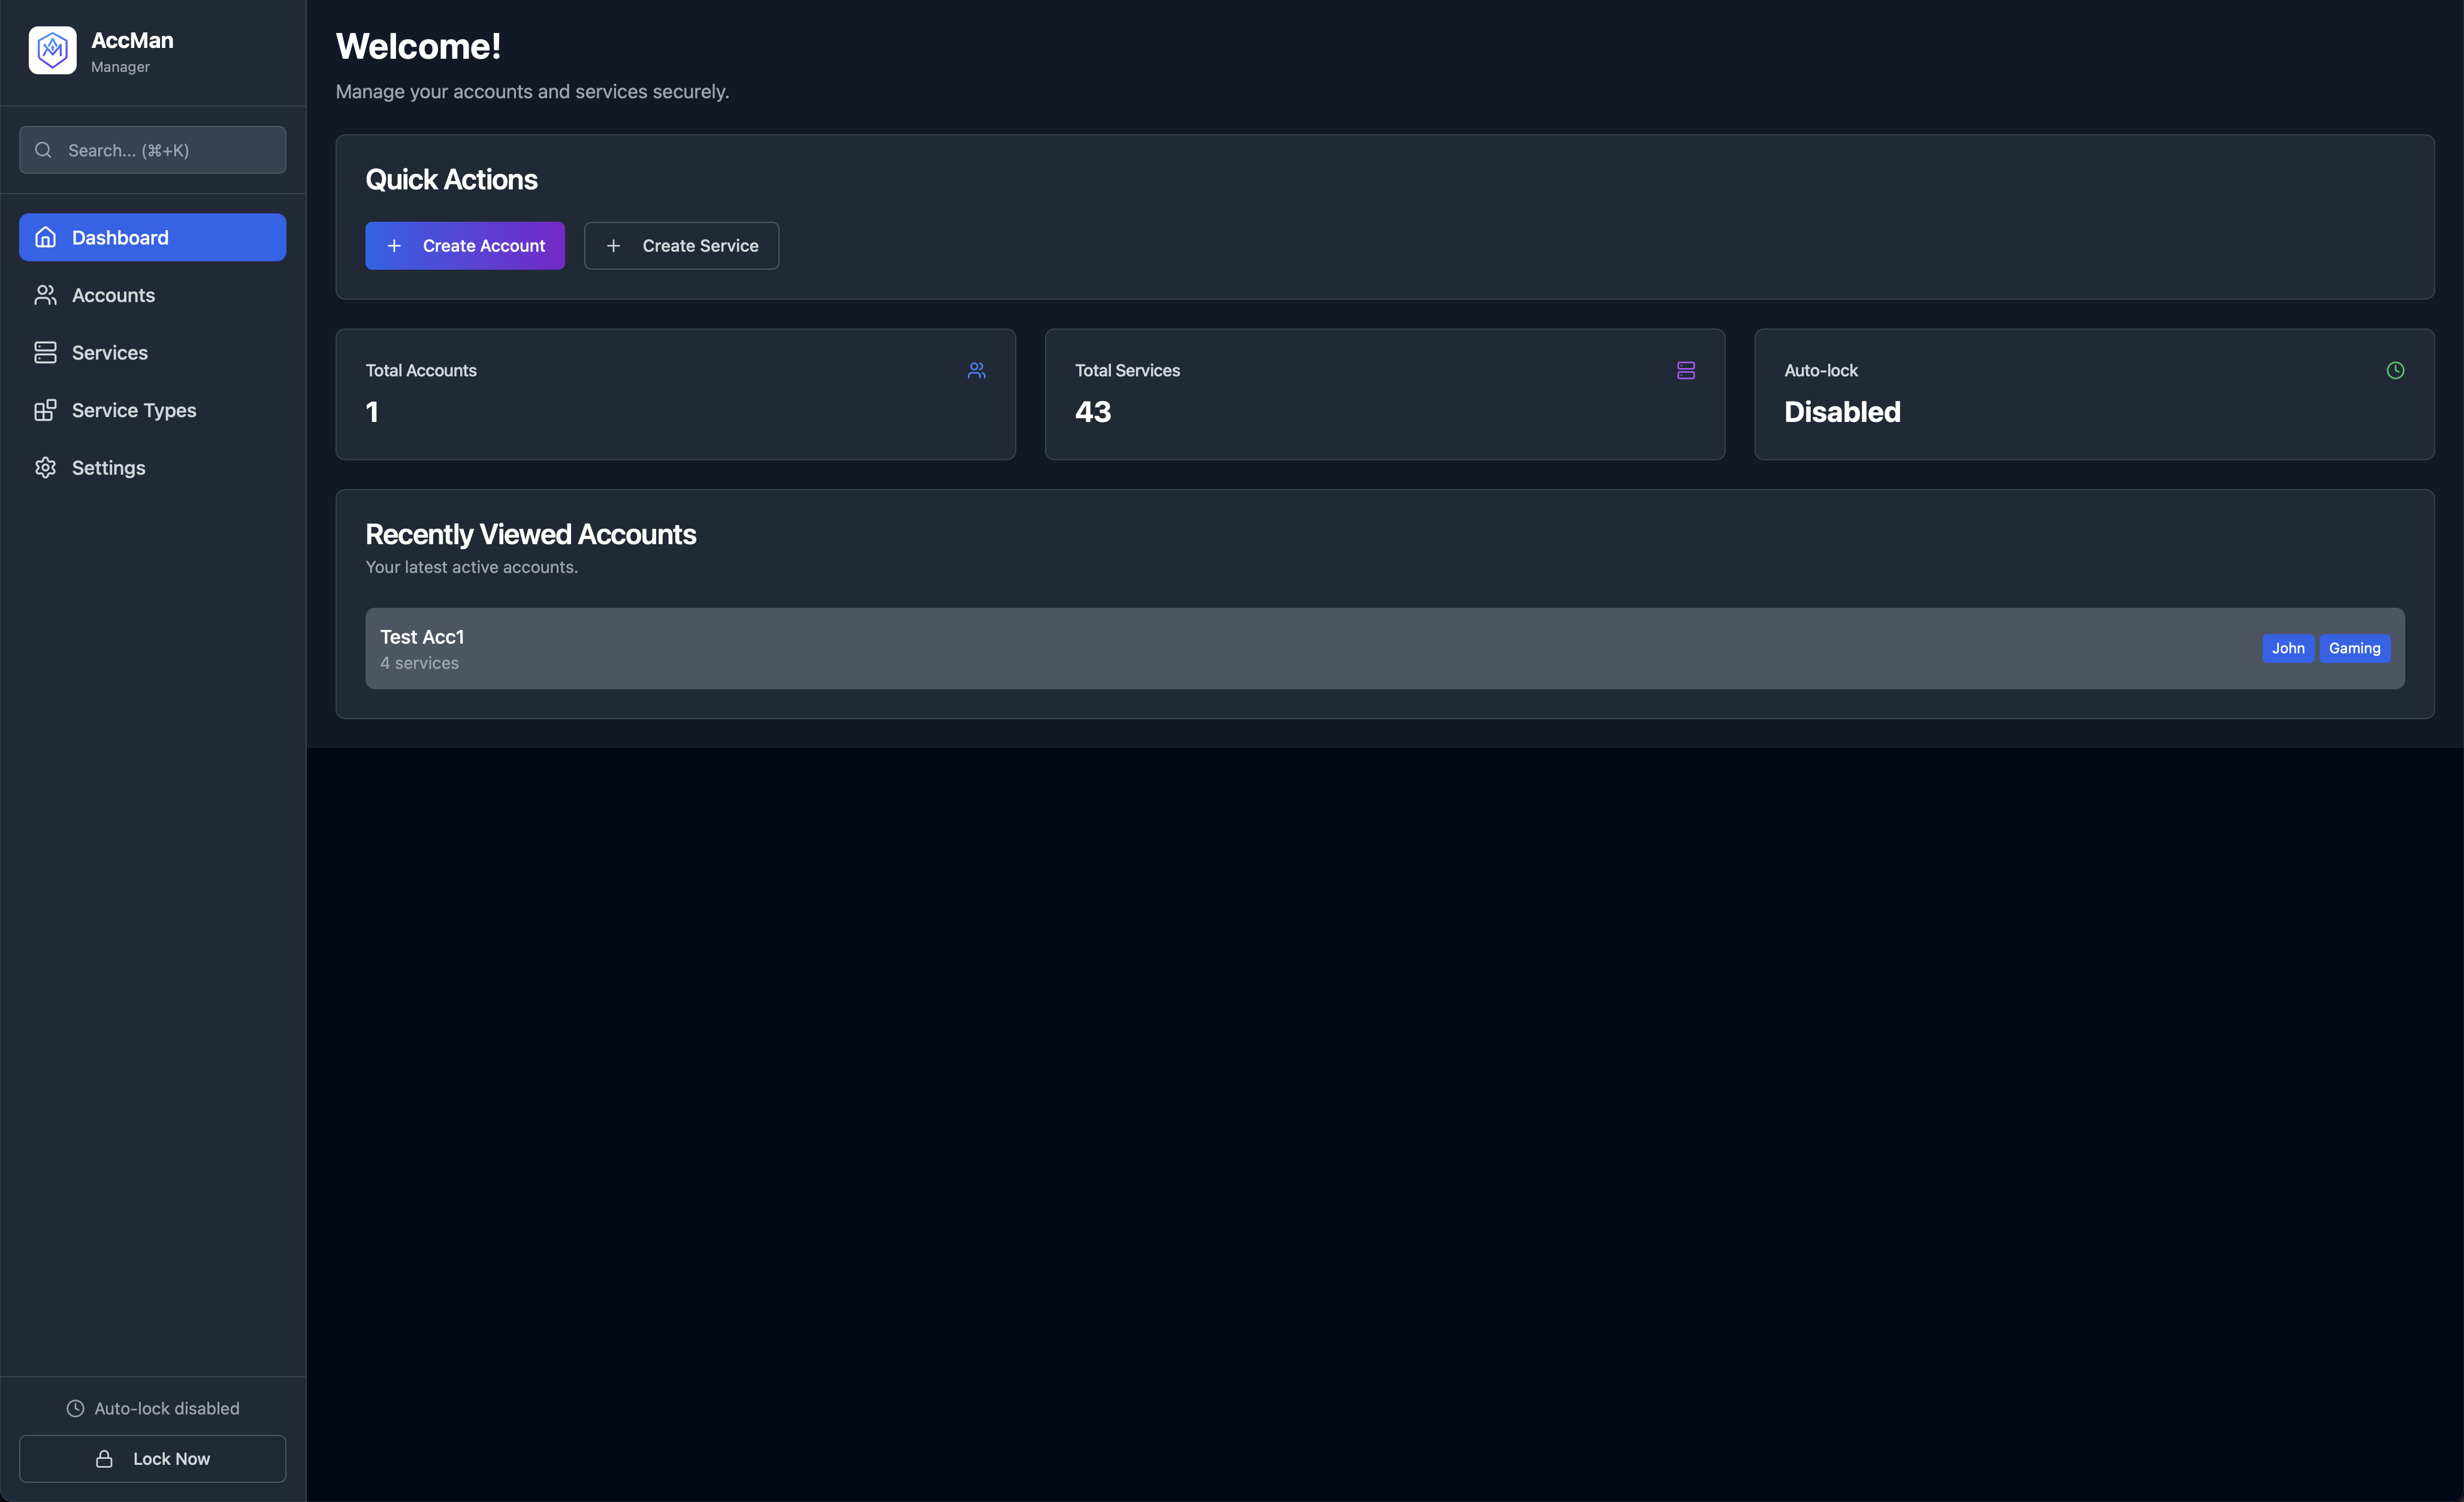 AccMan
Manager
Search... (⌘+K)
Dashboard
Accounts
Services
Service Types
Settings
Auto-lock disabled
Lock Now
Welcome!
Manage your accounts and services securely.
Quick Actions
Create Account
Create Service
Total Accounts
1
Total Services
43
Auto-lock
Disabled
Recently Viewed Accounts
Your latest active accounts.
Test Acc1
4 services
John
Gaming